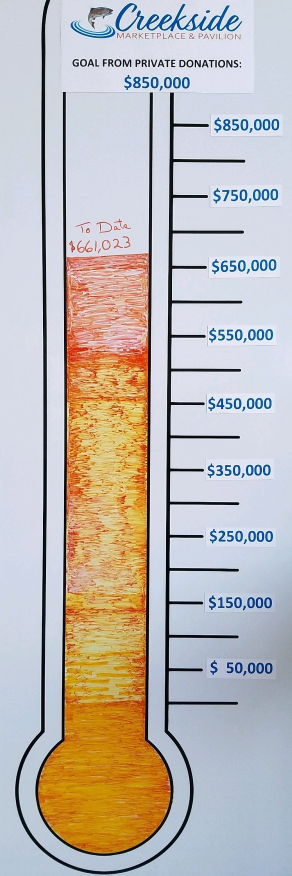 Creekside
MARKETPLACE & PAVILION
GOAL FROM PRIVATE DONATIONS:
$850,000
$850,000
$750,000
To Date
$661,023
$650,000
$550,000
$450,000
$350,000
$250,000
$150,000
$ 50,000